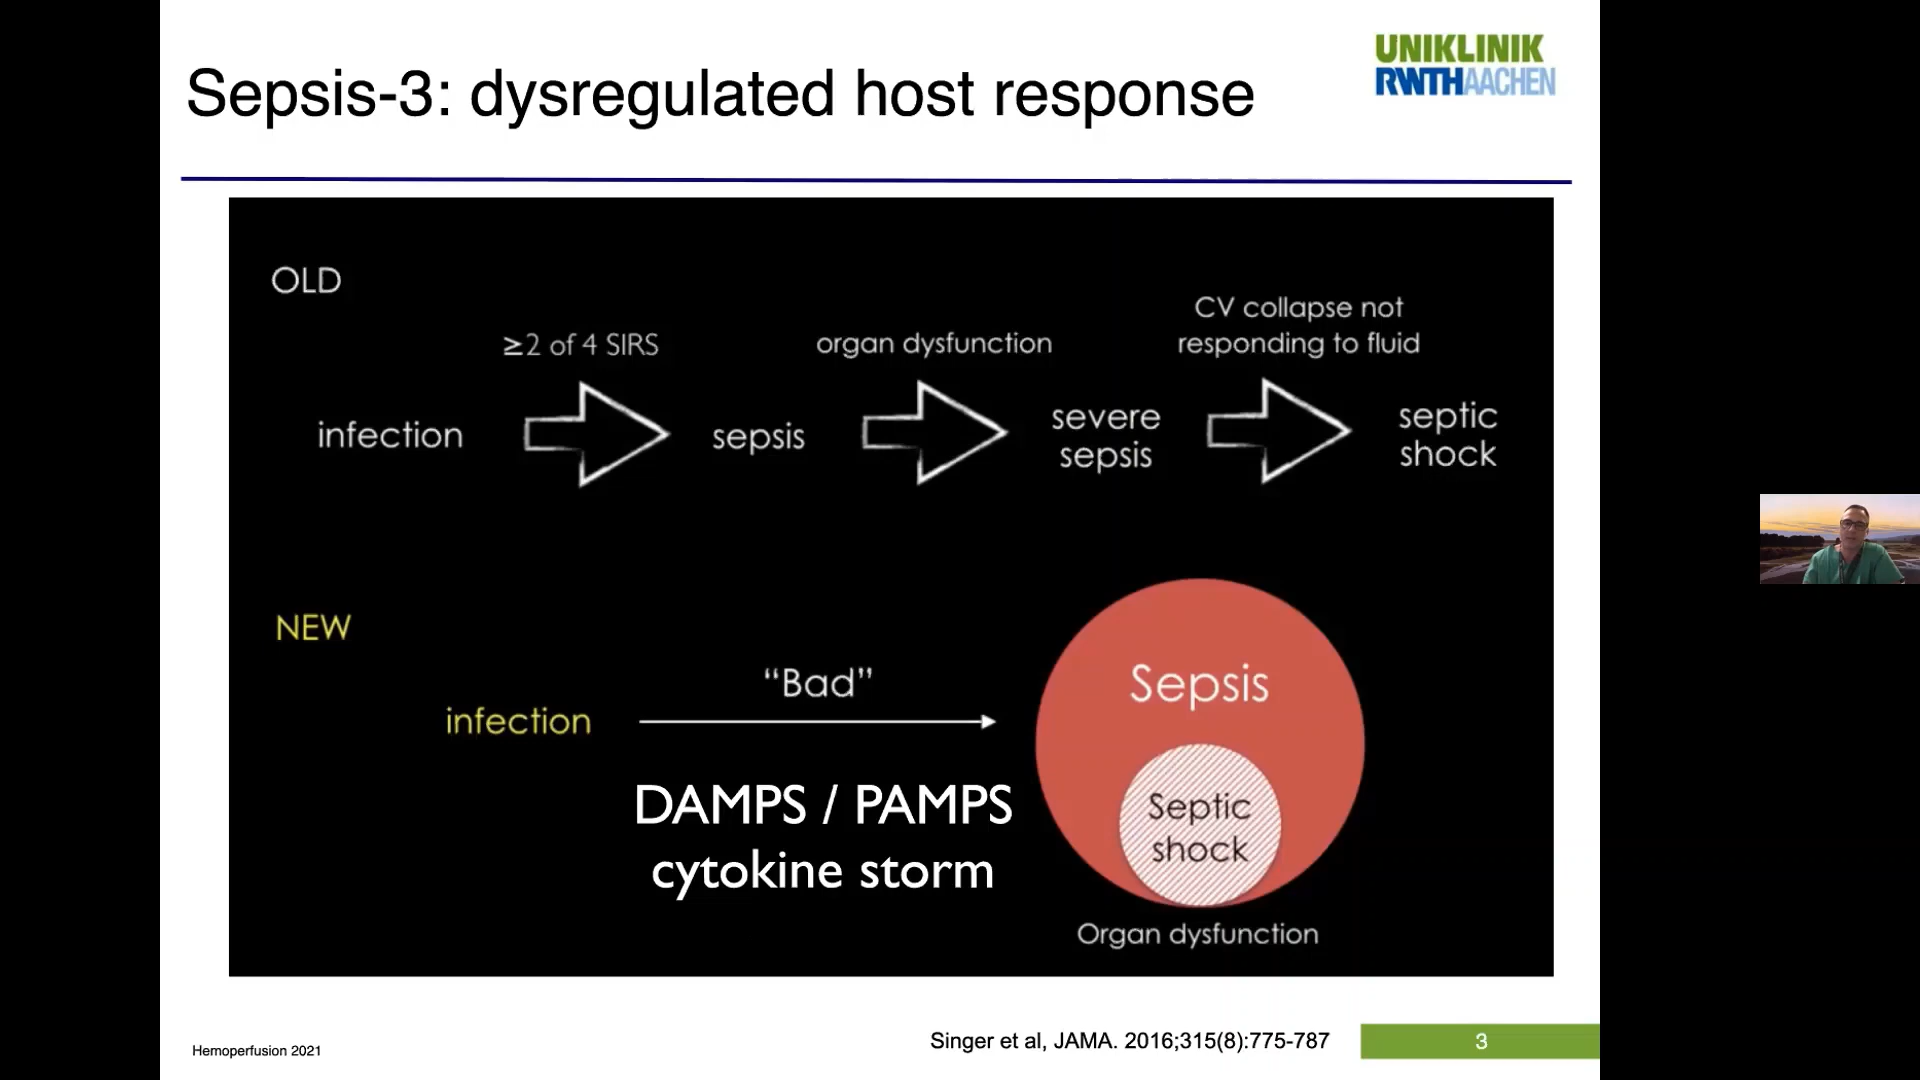 Sepsis-3: dysregulated host response
UNIKLINIK
RWTHAACHEN
OLD
≥2 of 4 SIRS
organ dysfunction
CV collapse not
responding to fluid
infection
sepsis
severe
sepsis
septic
shock
NEW
infection
“Bad”
DAMPS / PAMPS
cytokine storm
Sepsis
Septic
shock
Organ dysfunction
Hemoperfusion 2021
Singer et al, JAMA. 2016;315(8):775-787
3